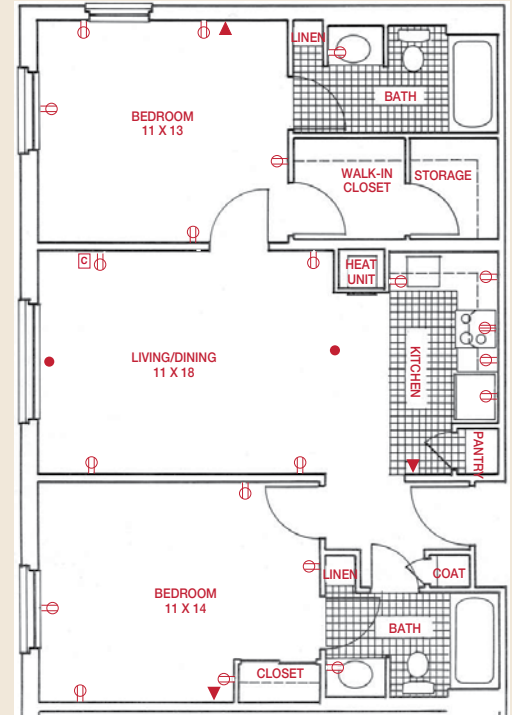 LINEN
BATH
BEDROOM
11 X 13
WALK-IN
CLOSET
STORAGE
C
HEAT
UNIT
LIVING/DINING
11 X 18
KITCHEN
PANTRY
LINEN
COAT
BEDROOM
11 X 14
BATH
CLOSET